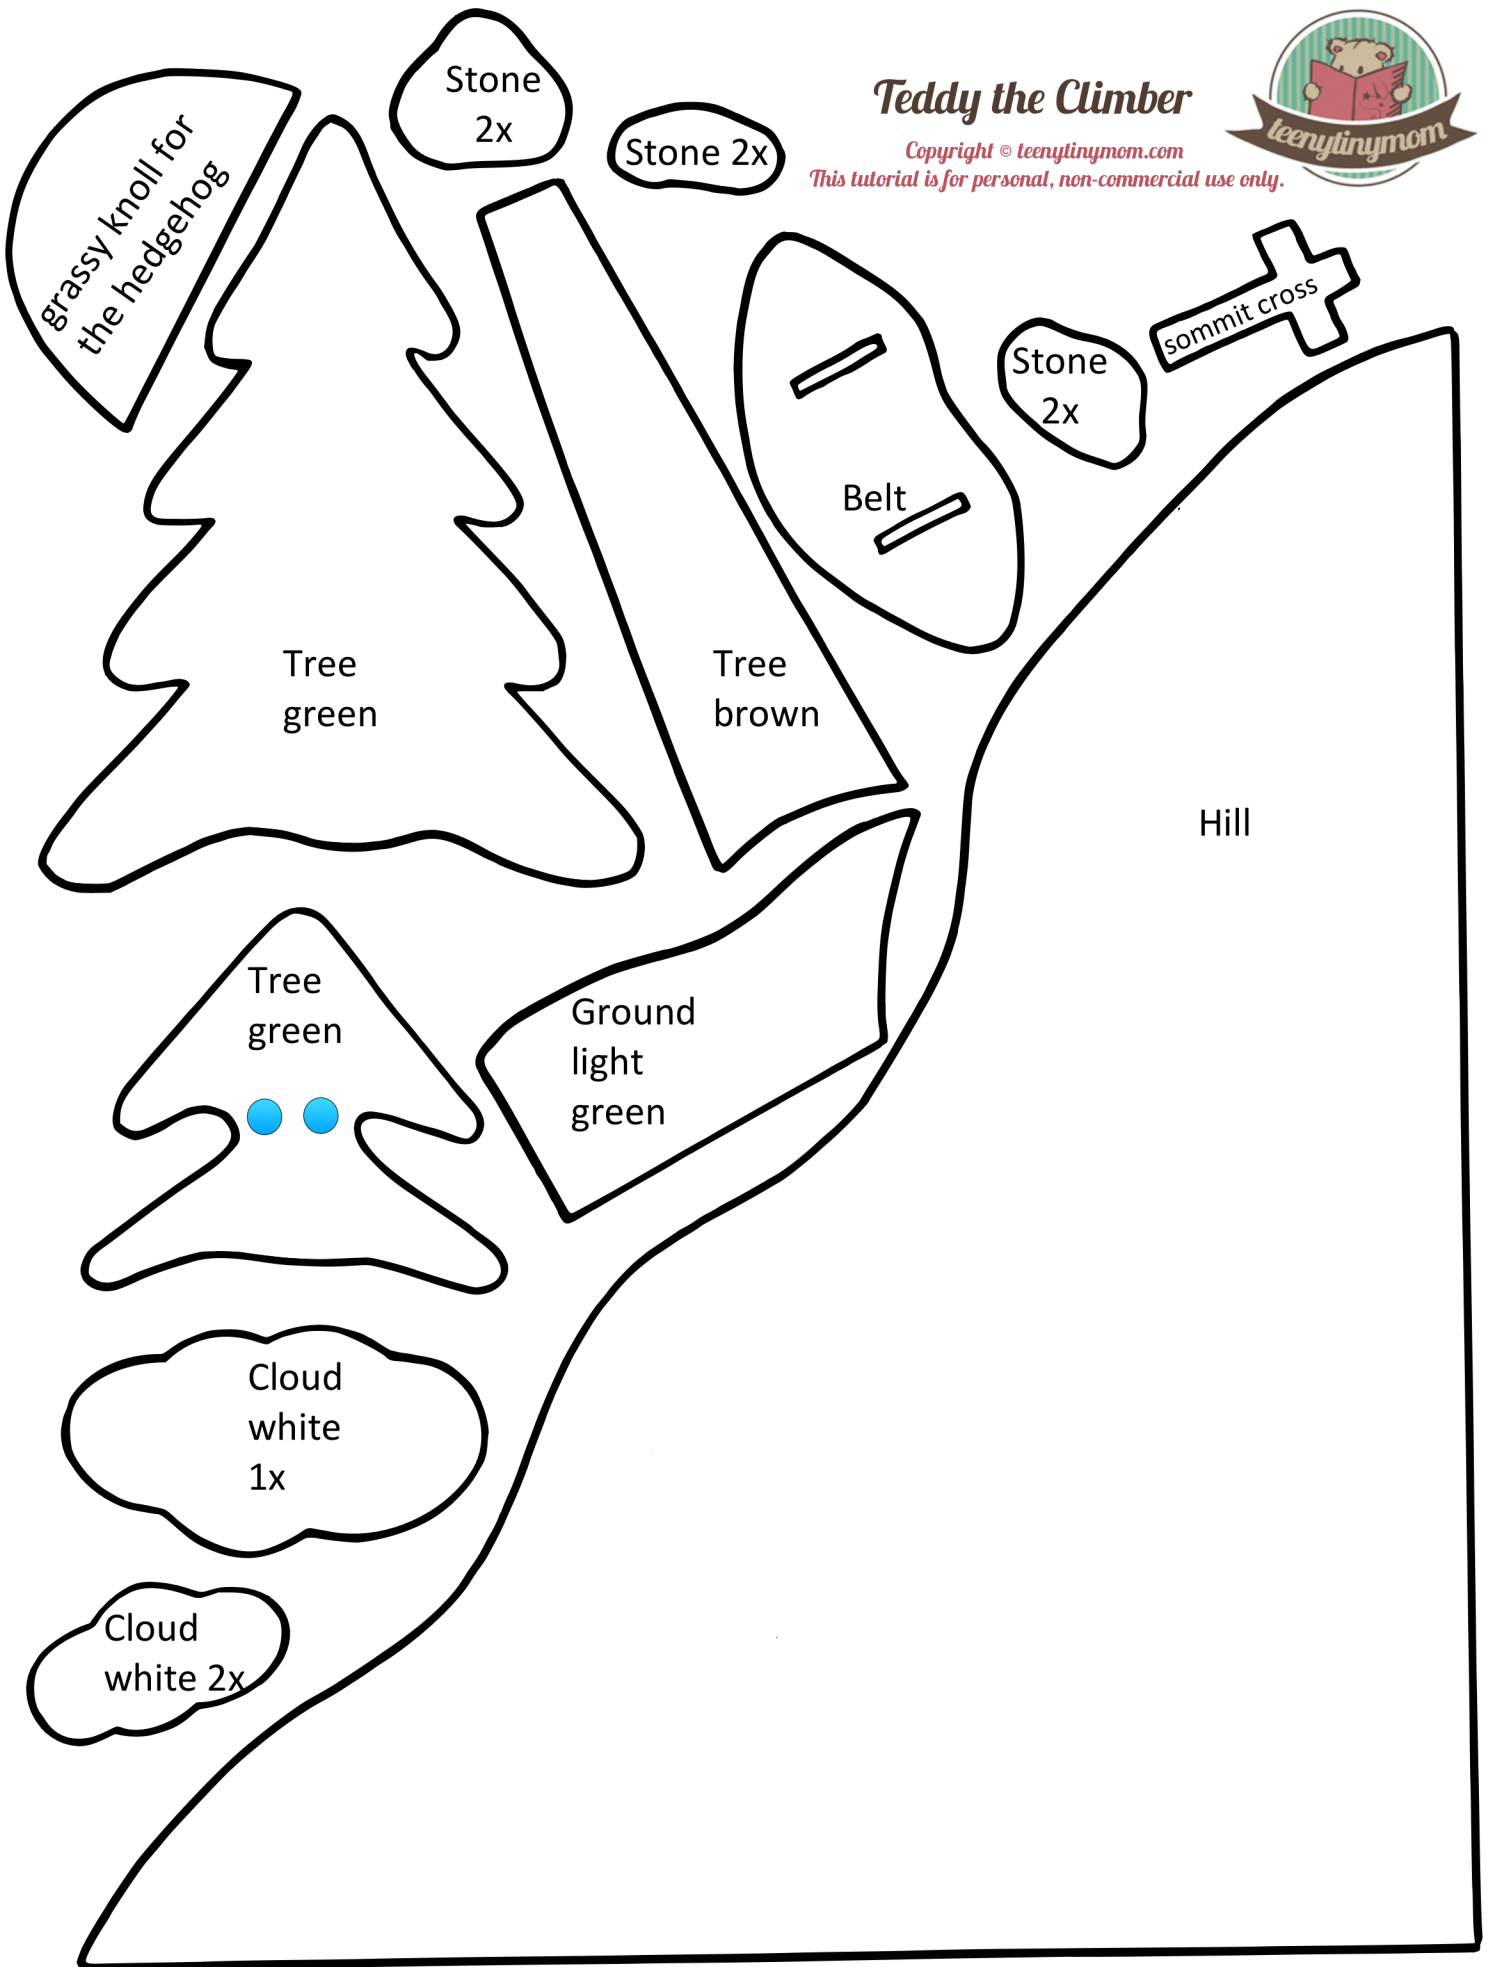 Stone
2x
Stone 2x
Teddy the Climber
Copyright © teenytinymom.com
This tutorial is for personal, non-commercial use only.
teenytinymom
grassy knoll for
the hedgehog
sommit cross
Stone
2x
Belt
Tree
green
Tree
brown
Hill
Tree
green
Ground
light
green
Cloud
white
1x
Cloud
white 2x